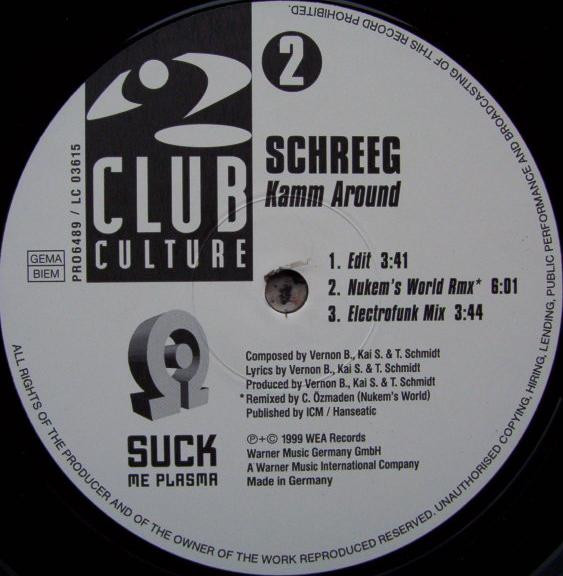 2
CLUB
CULTURE
GEMA
BIEM
PRO6489 / LC 03615
SCHREEG
Kamm Around
1. Edit 3:41
2. Nukem's World Rmx* 6:01
3. Electrofunk Mix 3:44
Composed by Vernon B., Kai S. & T. Schmidt
Lyrics by Vernon B., Kai S. & T. Schmidt
Produced by Vernon B., Kai S. & T. Schmidt
*Remixed by C. Özmaden (Nukem's World)
Published by ICM / Hanseatic
SUCK
ME PLASMA
℗+© 1999 WEA Records
Warner Music Germany GmbH
A Warner Music International Company
Made in Germany
ALL RIGHTS OF THE PRODUCER AND OF THE OWNER OF THE WORK REPRODUCED RESERVED. UNAUTHORISED COPYING, HIRING, LENDING, PUBLIC PERFORMANCE AND BROADCASTING OF THIS RECORD PROHIBITED.